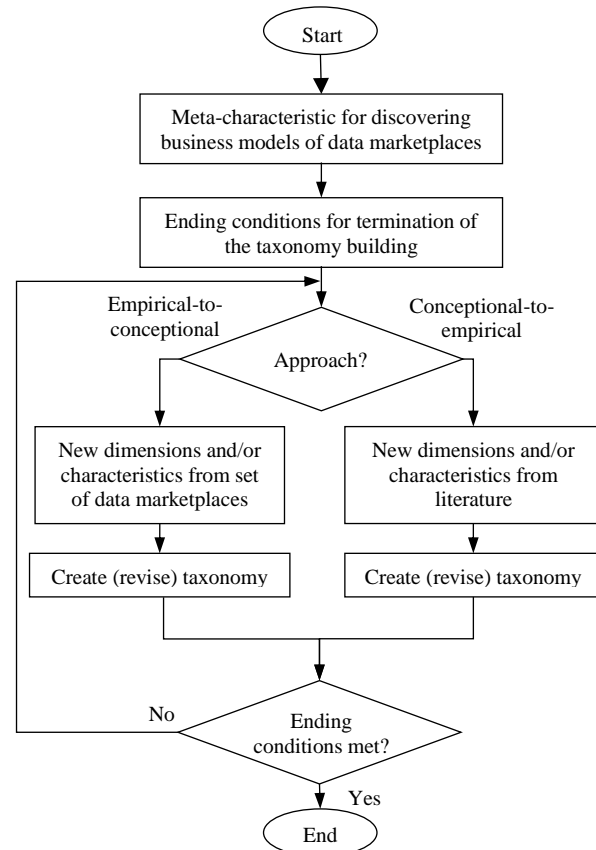 Start
Meta-characteristic for discovering
business models of data marketplaces
Ending conditions for termination of
the taxonomy building
Empirical-to-
conceptional
Conceptional-to-
empirical
Approach?
New dimensions and/or
characteristics from set
of data marketplaces
New dimensions and/or
characteristics from
literature
Create (revise) taxonomy
Create (revise) taxonomy
No
Ending
conditions met?
Yes
End